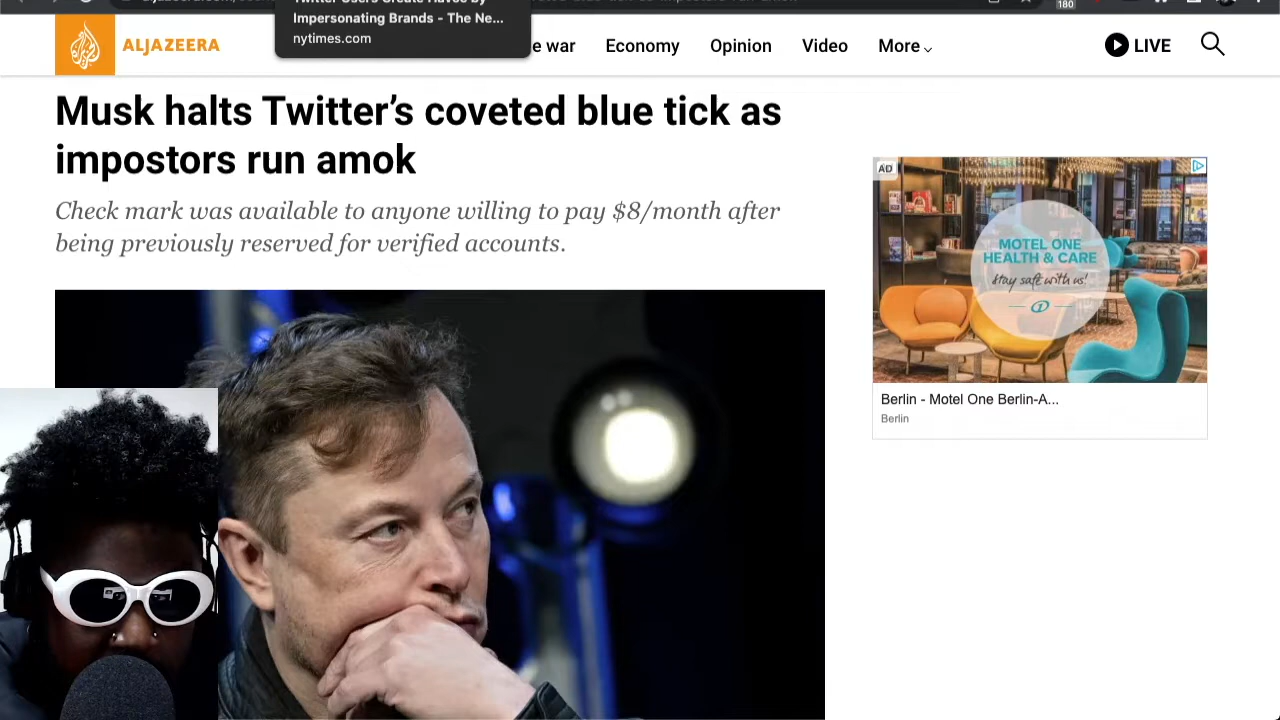 Impersonating Brands - The Ne...
nytimes.com
180
ALJAZEERA
e war
Economy
Opinion
Video
More
LIVE
Musk halts Twitter’s coveted blue tick as
impostors run amok
Check mark was available to anyone willing to pay $8/month after
being previously reserved for verified accounts.
AD
MOTEL ONE
HEALTH & CARE
Stay safe with us!
Berlin - Motel One Berlin-A...
Berlin